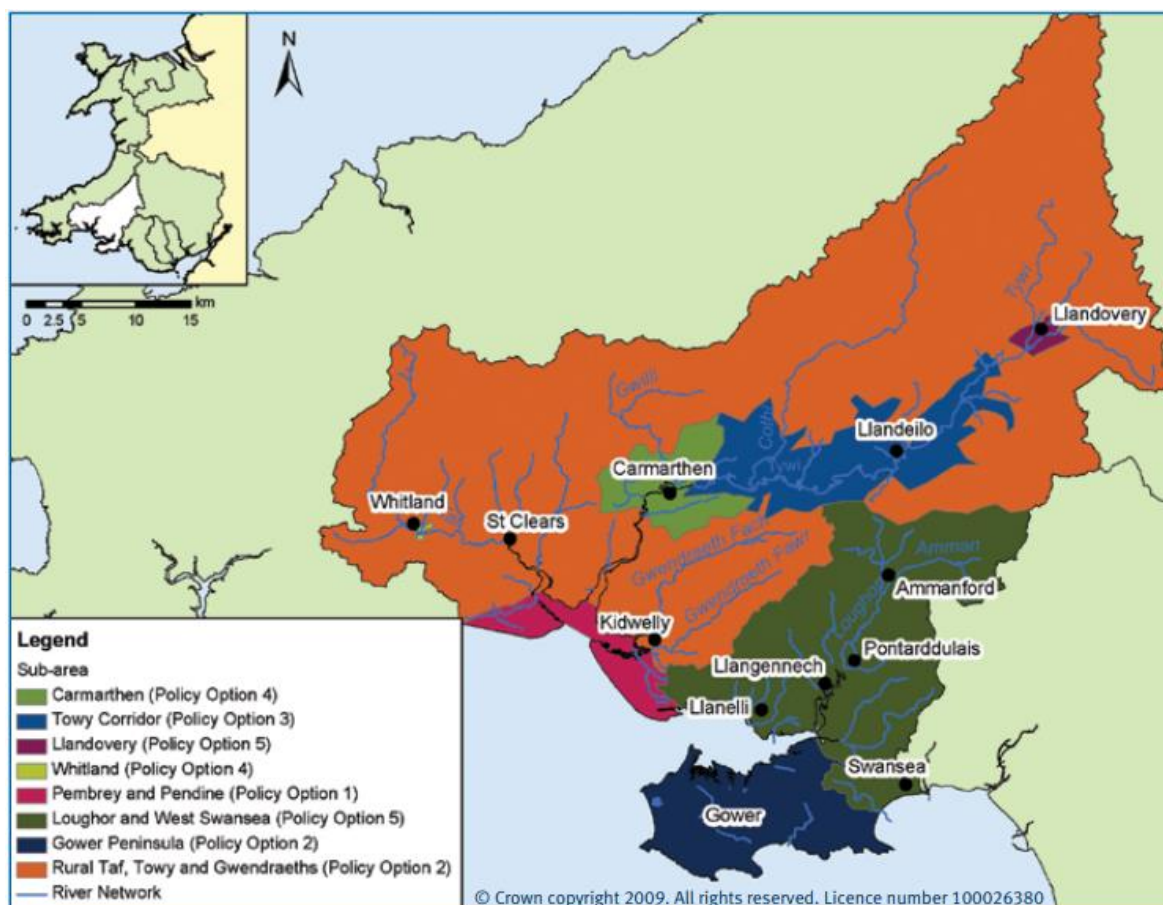 N
km
0 2.5 5 10 15
Tywi
Llandovery
Gwili
Cothi
Llandeilo
Carmarthen
Tywi
Whitland
St Clears
Gwendraeth Fawr
Amman
Ammanford
Gwendraeth Fawr
Loughor
Kidwelly
Pontarddulais
Llangennech
Llanelli
Swansea
Gower
Legend
Sub-area
Carmarthen (Policy Option 4)
Towy Corridor (Policy Option 3)
Llandovery (Policy Option 5)
Whitland (Policy Option 4)
Pembrey and Pendine (Policy Option 1)
Loughor and West Swansea (Policy Option 5)
Gower Peninsula (Policy Option 2)
Rural Taf, Towy and Gwendraeths (Policy Option 2)
River Network
© Crown copyright 2009. All rights reserved. Licence number 100026380